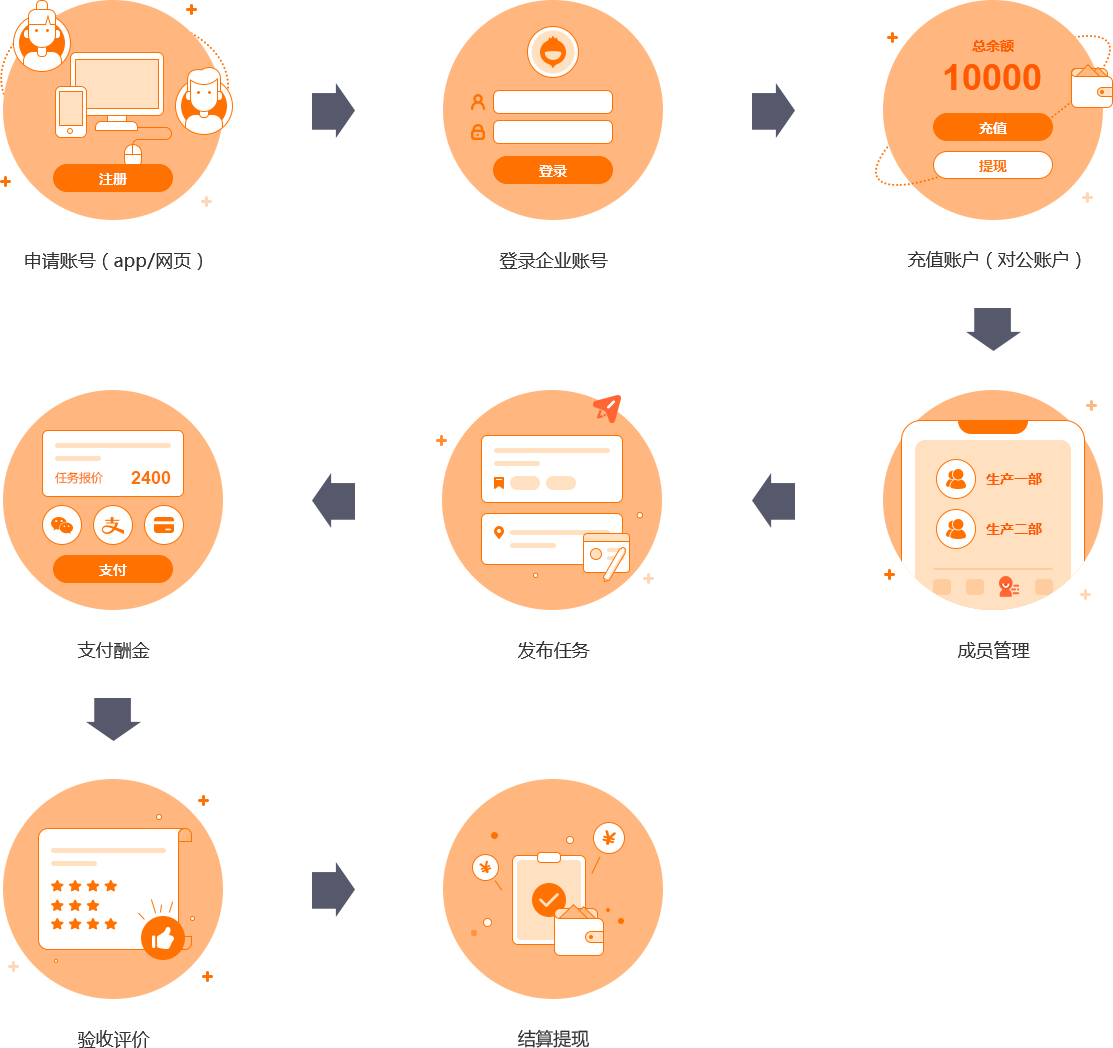 注册
申请账号（app/网页）
登录
登录企业账号
总余额
10000
充值
提现
充值账户（对公账户）
生产一部
生产二部
成员管理
发布任务
任务报价 2400
支
支付
支付酬金
验收评价
结算提现